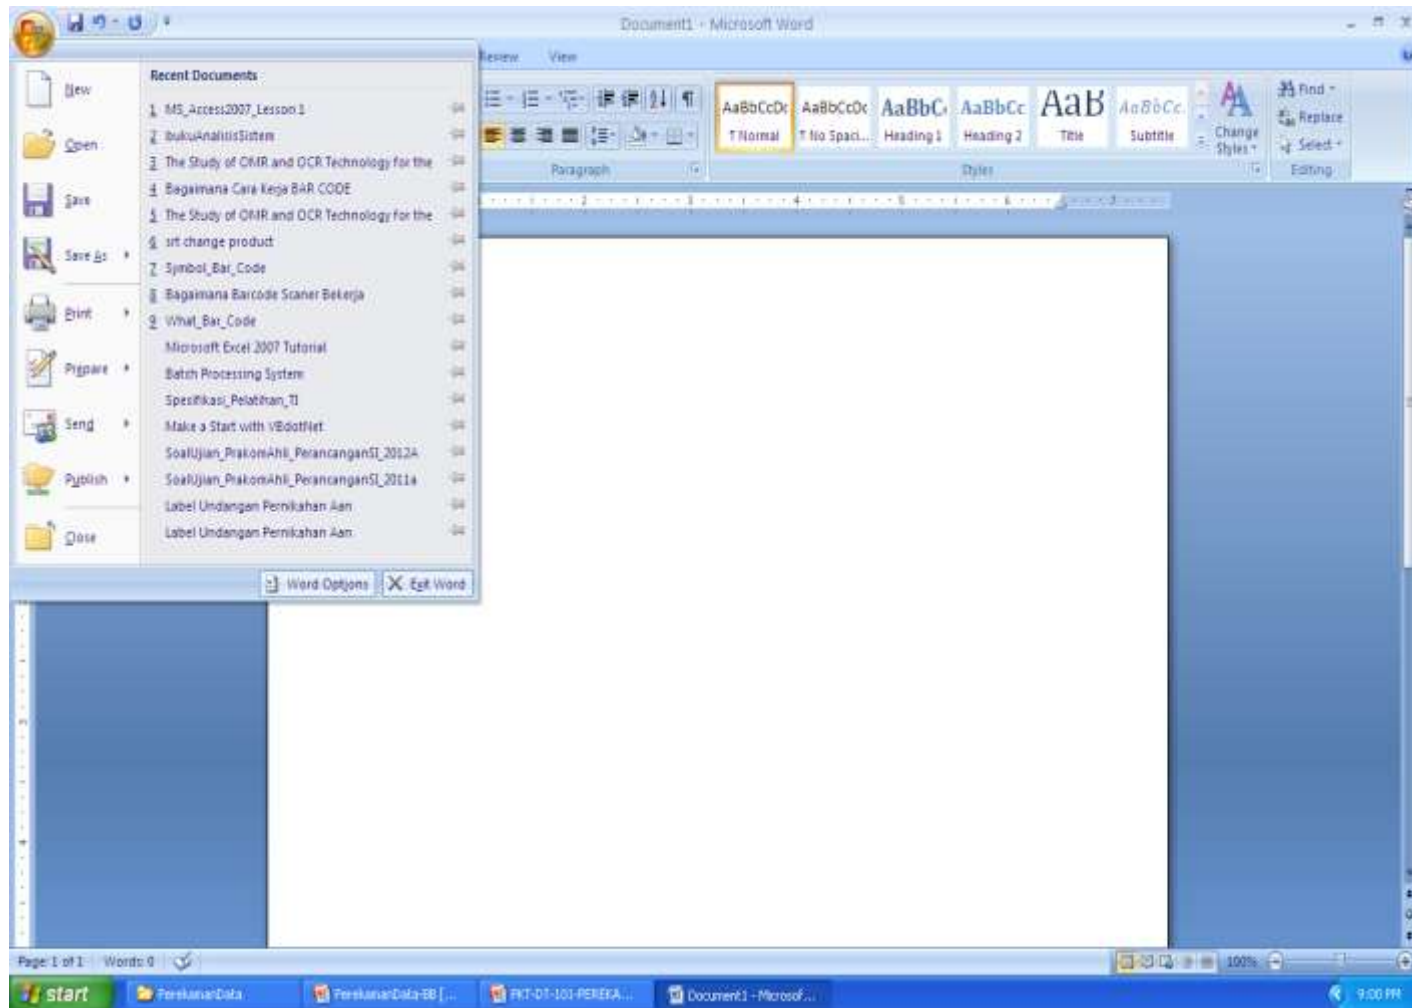 Document1 - Microsoft Word
Review View
New
Open
Save
Save As
Print
Prepare
Send
Publish
Close
Recent Documents
1 MS_Access2007_Lesson 1
2 bukuAnalisisSistem
3 The Study of OMR and OCR Technology for the
4 Bagaimana Cara Kerja BAR CODE
5 The Study of OMR and OCR Technology for the
6 srt change product
7 Symbol_Bar_Code
8 Bagaimana Barcode Scaner Bekerja
9 What_Bar_Code
Microsoft Excel 2007 Tutorial
Batch Processing System
Spesifikasi_Pelatihan_TI
Make a Start with VBdotNet
SoalUjian_PrakomAhli_PerancanganSI_2012A
SoalUjian_PrakomAhli_PerancanganSI_2011a
Label Undangan Pernikahan Aan
Label Undangan Pernikahan Aan
Word Options Exit Word
AaBbCcDc AaBbCcDc AaBbC AaBbCc AaB AaBbCc
¶ Normal ¶ No Spaci... Heading 1 Heading 2 Title Subtitle
Change Styles
Find
Replace
Select
Paragraph Styles Editing
Page: 1 of 1 Words: 0 100%
start PerekamanData PerekamanData-BB [... PKT-DT-101-PEREKA... Document1 - Microsof... 9:00 PM